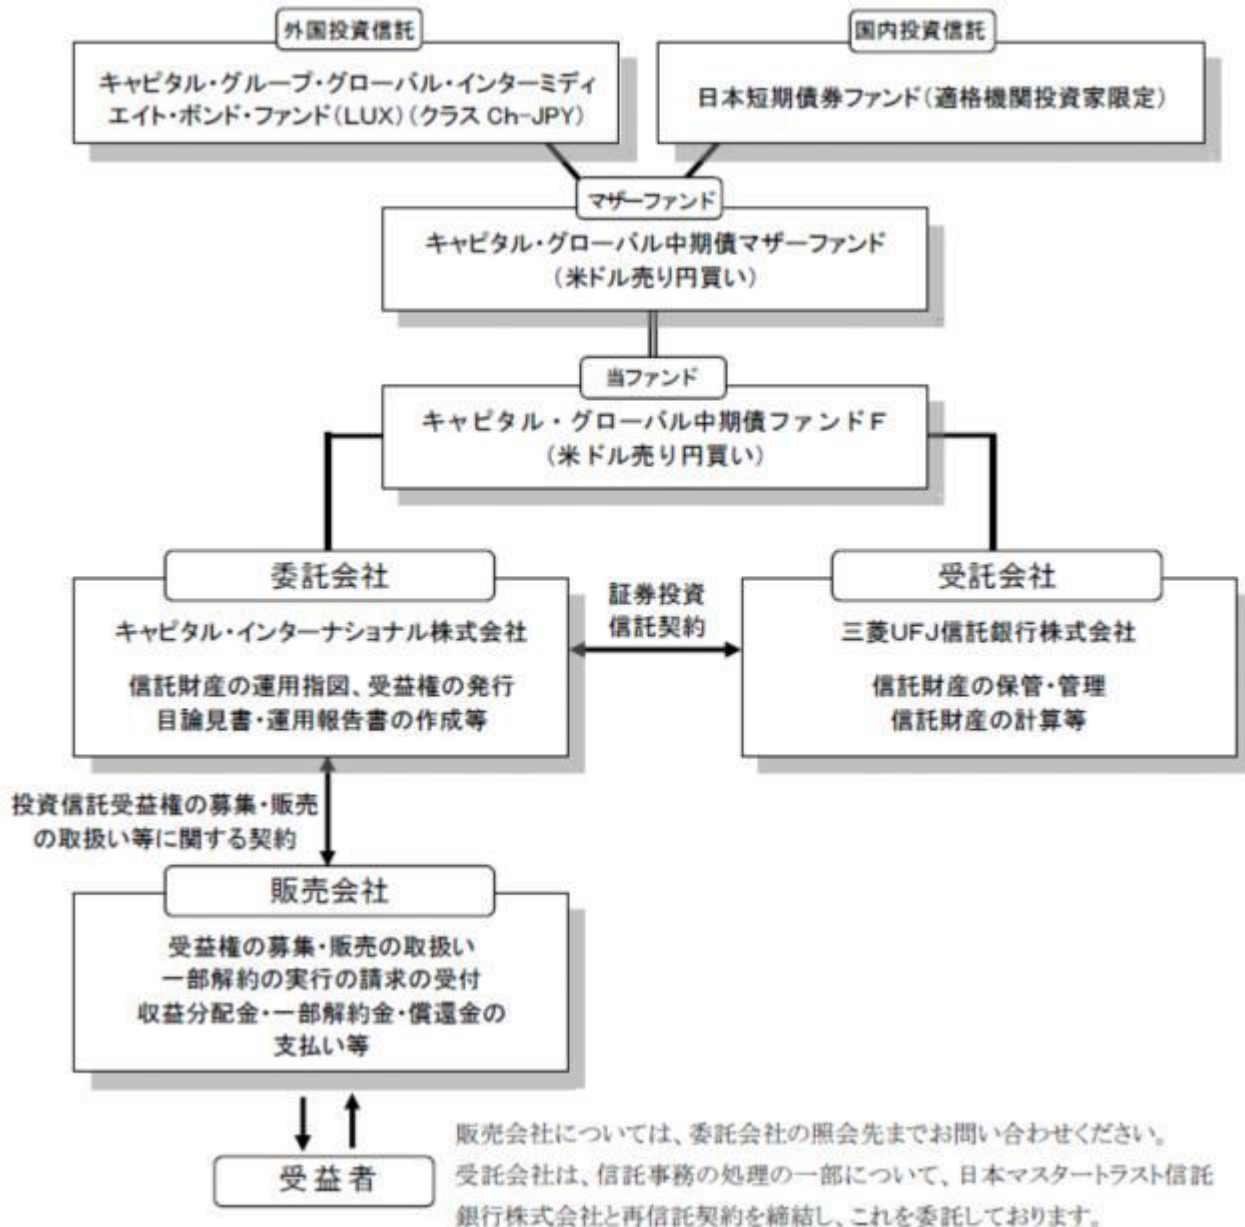 外国投資信託
キャピタル・グループ・グローバル・インターミディ
エイト・ボンド・ファンド(LUX)(クラス Ch-JPY)
国内投資信託
日本短期債券ファンド(適格機関投資家限定)
マザーファンド
キャピタル・グローバル中期債マザーファンド
(米ドル売り円買い)
当ファンド
キャピタル・グローバル中期債ファンドF
(米ドル売り円買い)
委託会社
キャピタル・インターナショナル株式会社
信託財産の運用指図、受益権の発行
目論見書・運用報告書の作成等
証券投資
信託契約
受託会社
三菱UFJ信託銀行株式会社
信託財産の保管・管理
信託財産の計算等
投資信託受益権の募集・販売
の取扱い等に関する契約
販売会社
受益権の募集・販売の取扱い
一部解約の実行の請求の受付
収益分配金・一部解約金・償還金の
支払い等
受益者
販売会社については、委託会社の照会先までお問い合わせください。
受託会社は、信託事務の処理の一部について、日本マスタートラスト信託
銀行株式会社と再信託契約を締結し、これを委託しております。